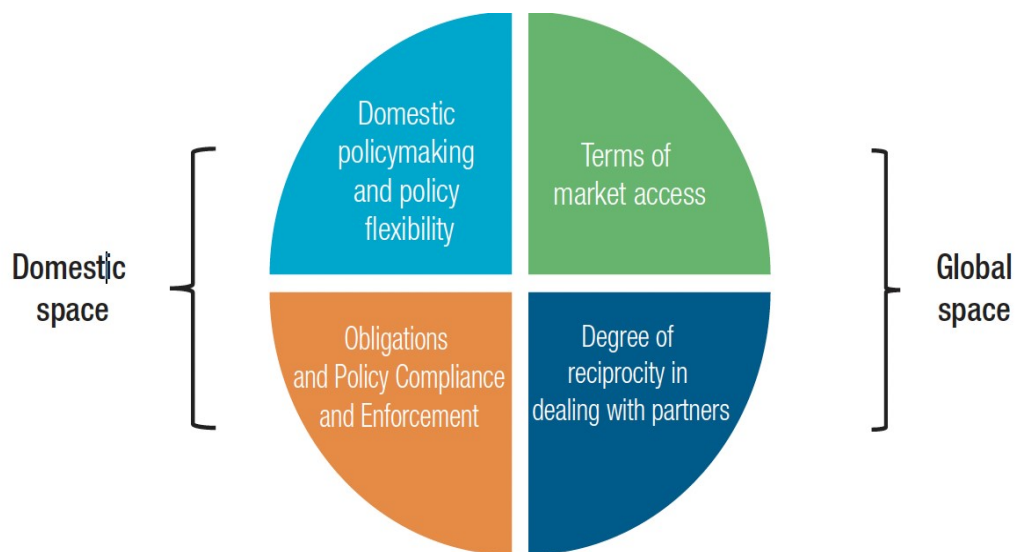 Domestic
policymaking
and policy
flexibility
Terms of
market access
Domestic
space
Global
space
Obligations
and Policy Compliance
and Enforcement
Degree of
reciprocity in
dealing with partners